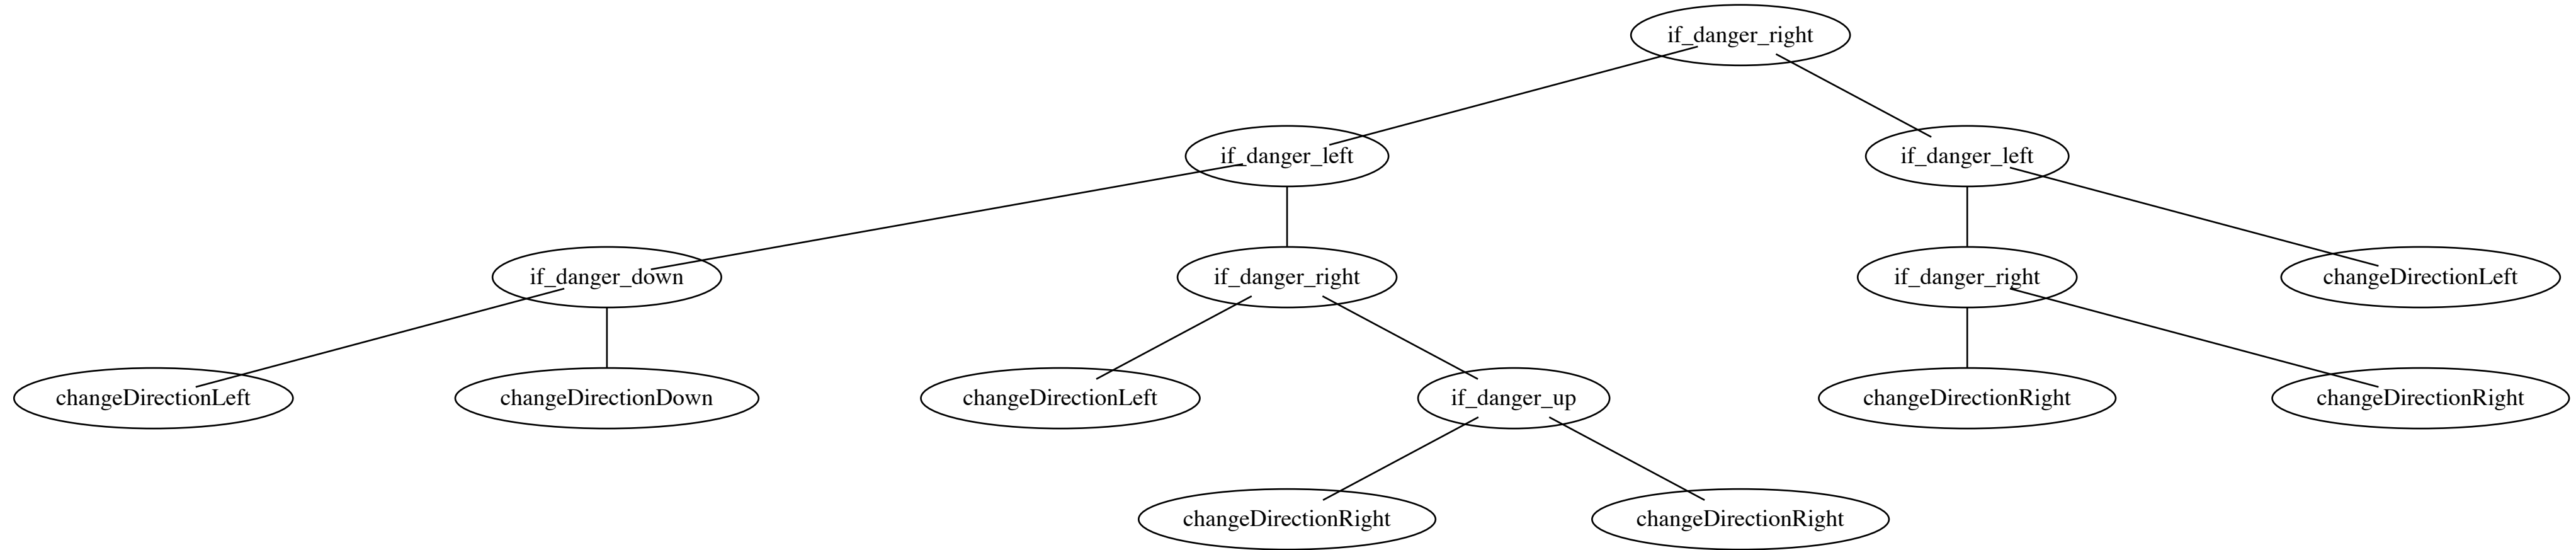 if_danger_right
if_danger_left
if_danger_left
if_danger_down
if_danger_right
if_danger_right
changeDirectionLeft
changeDirectionLeft
changeDirectionDown
changeDirectionLeft
if_danger_up
changeDirectionRight
changeDirectionRight
changeDirectionRight
changeDirectionRight